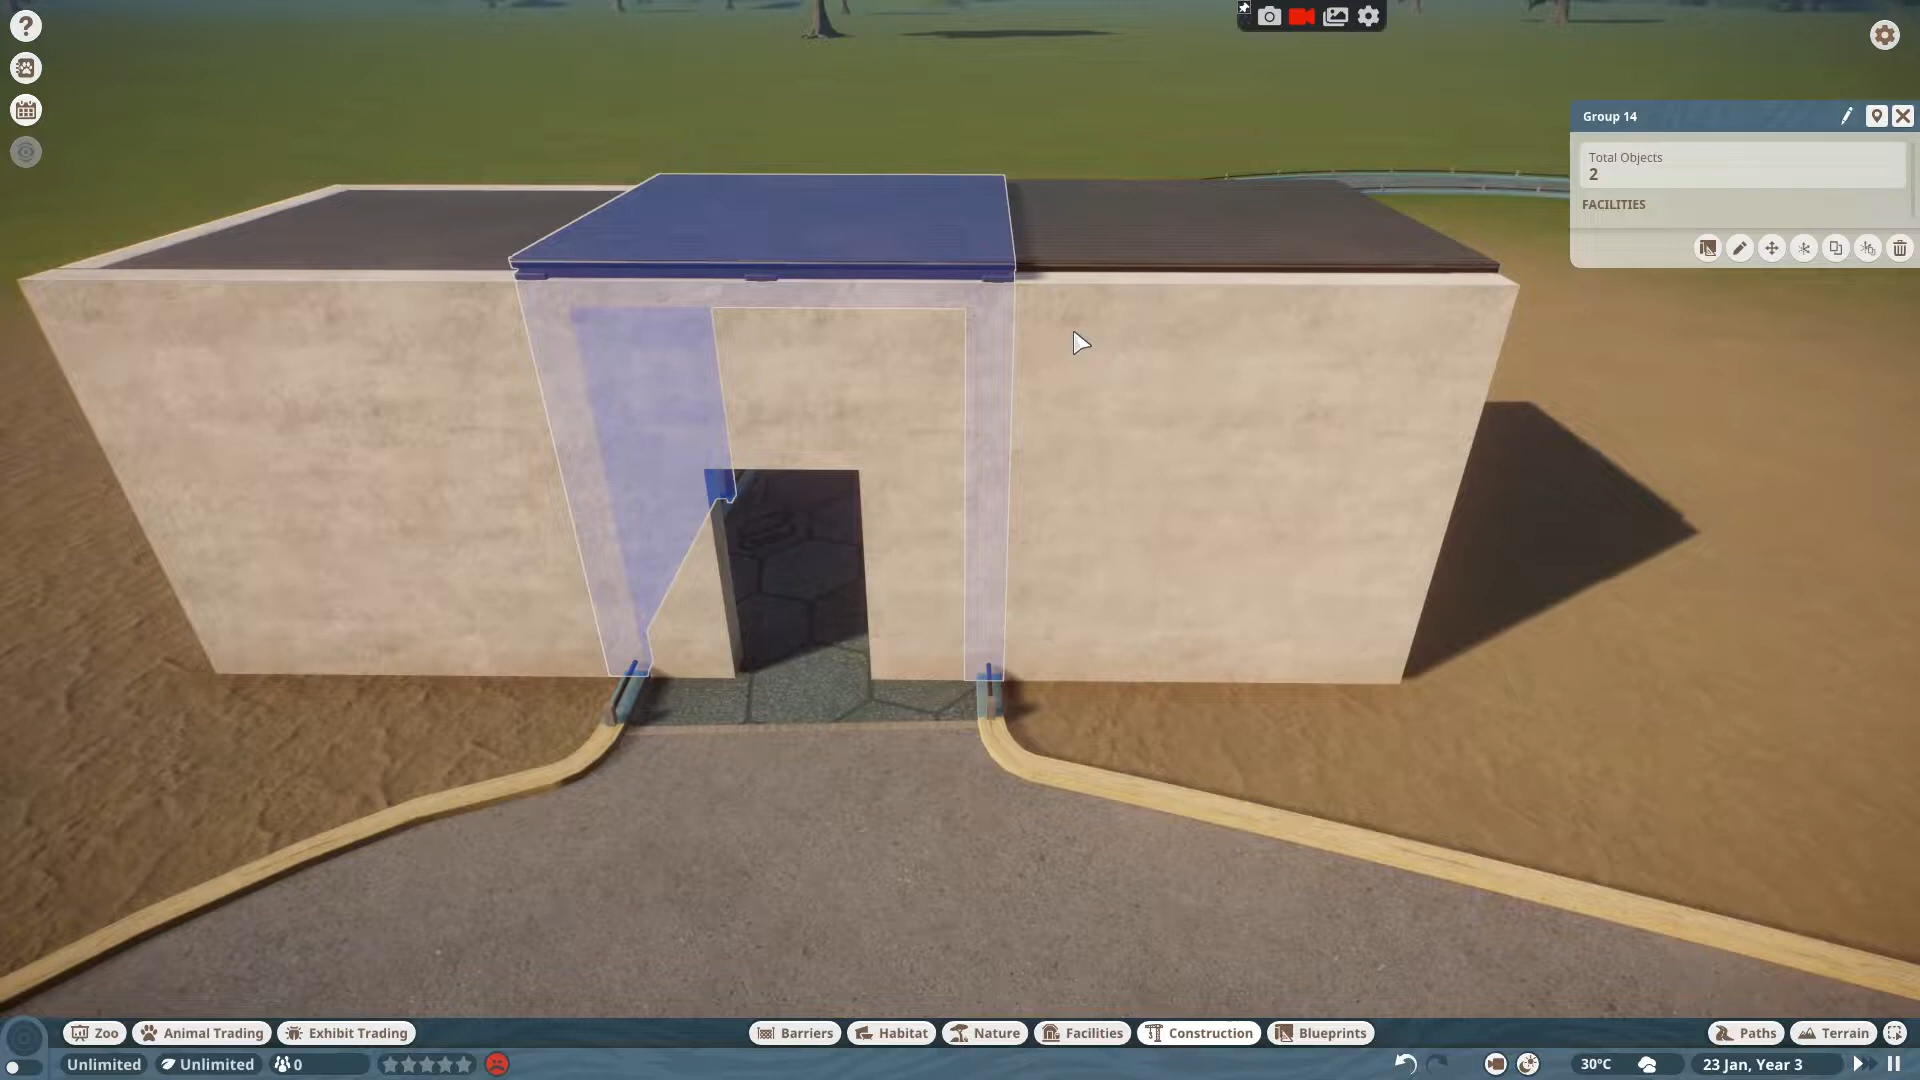 ?
Group 14
Total Objects
2
FACILITIES
Zoo
Animal Trading
Exhibit Trading
Barriers
Habitat
Nature
Facilities
Construction
Blueprints
Paths
Terrain
Unlimited
Unlimited
0
30°C
23 Jan, Year 3